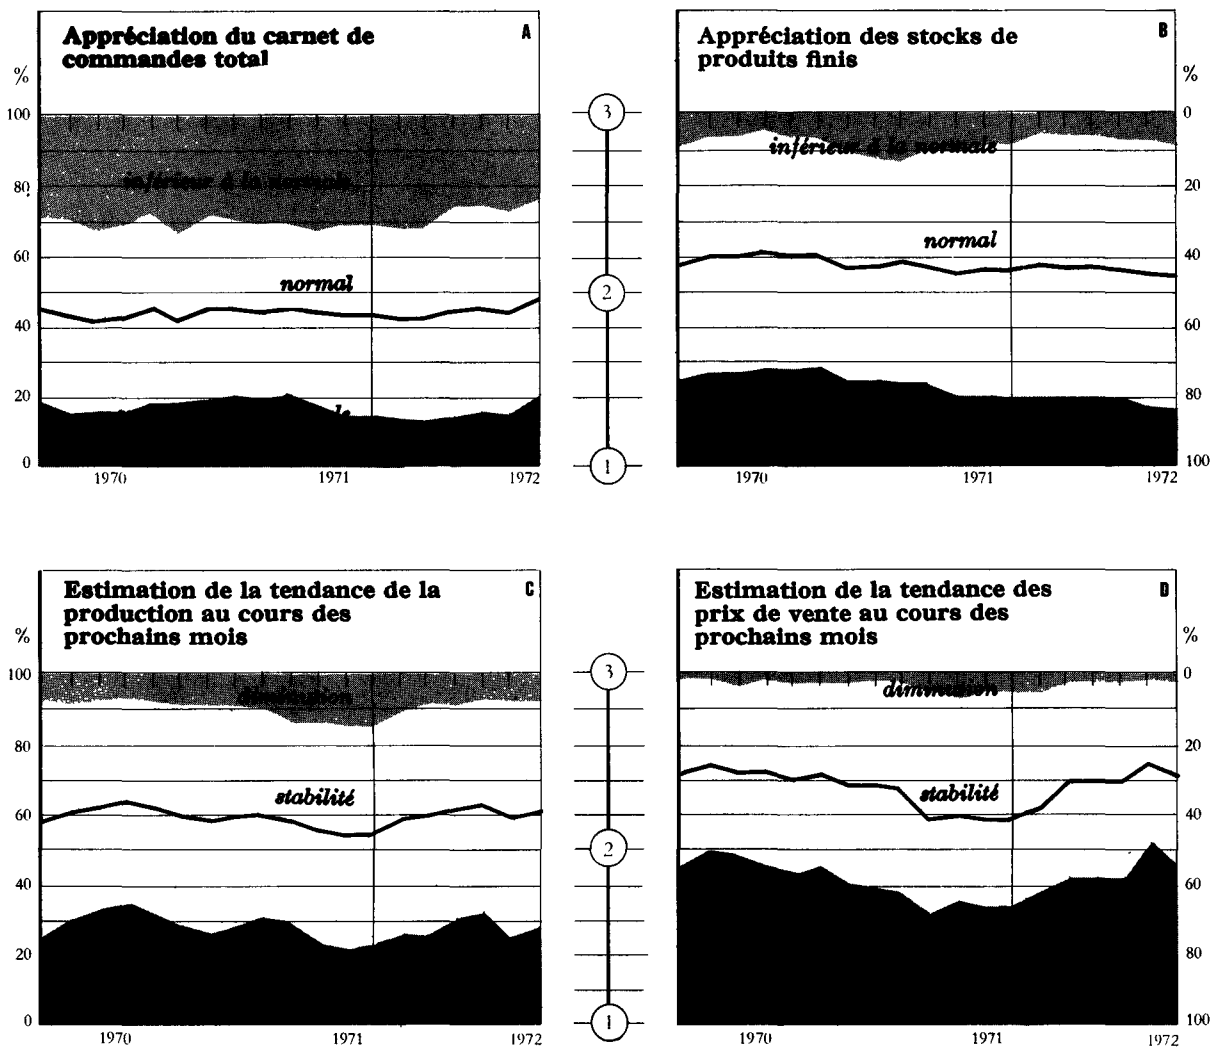 Appréciation du carnet de
commandes total
A
%
100
80
60
40
20
0
inférieur à la normale
normal
le
1970
1971
1972
3
2
1
Appréciation des stocks de
produits finis
B
%
0
20
40
60
80
100
inférieur à la normale
normal
1970
1971
1972
Estimation de la tendance de la
production au cours des
prochains mois
C
%
100
80
60
40
20
0
diminution
stabilité
1970
1971
1972
3
2
1
Estimation de la tendance des
prix de vente au cours des
prochains mois
D
%
0
20
40
60
80
100
diminution
stabilité
1970
1971
1972